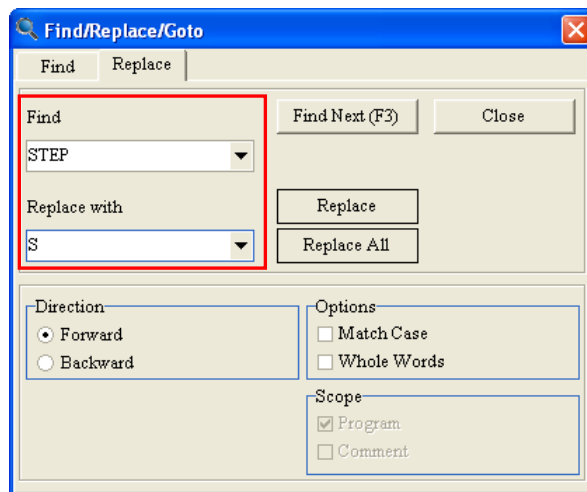 Find/Replace/Goto
Find Replace
Find Find Next (F3) Close
STEP
Replace with Replace
S Replace All
Direction Options
Forward Match Case
Backward Whole Words
Scope
Program
Comment